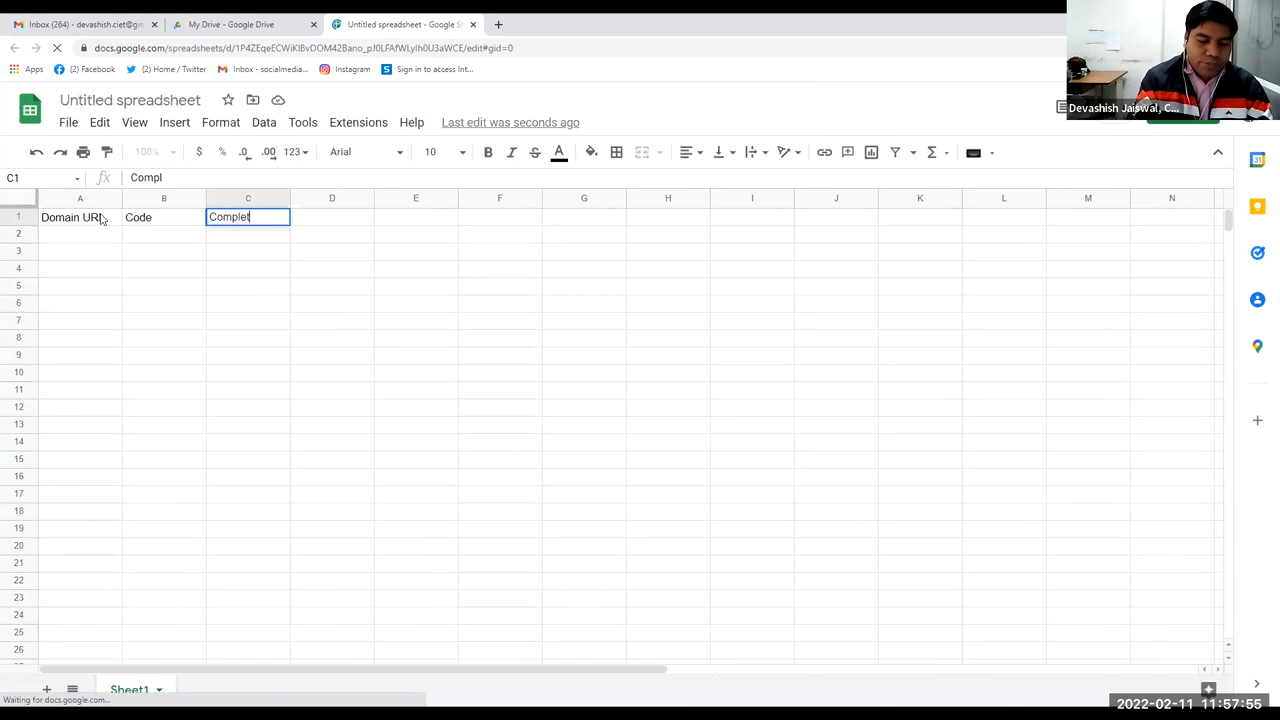 Inbox (264) - devashish.ciet@gm
My Drive - Google Drive
Untitled spreadsheet - Google S
docs.google.com/spreadsheets/d/1P4ZEqeECWiKlBvDOM42Bano_pJ0LFAfWLyIh0U3aWCE/edit#gid=0
Apps
(2) Facebook
(2) Home / Twitter
Inbox - socialmedia...
Instagram
Sign in to access Int...
Untitled spreadsheet
File Edit View Insert Format Data Tools Extensions Help Last edit was seconds ago
100% $ % .0 .00 123 Arial 10 B I S A
C1 fx Compl
A B C D E F G H I J K L M N
1 Domain URL Code Complet
2
3
4
5
6
7
8
9
10
11
12
13
14
15
16
17
18
19
20
21
22
23
24
25
26
Sheet1
Waiting for docs.google.com...
Devashish Jaiswal, C...
31
2022-02-11 11:57:55